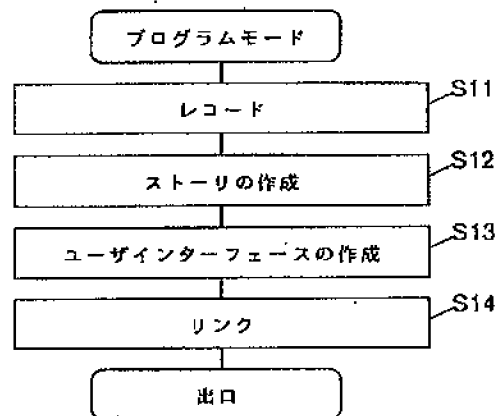 プログラムモード
レコード
S11
ストーリの作成
S12
ユーザインターフェースの作成
S13
リンク
S14
出口